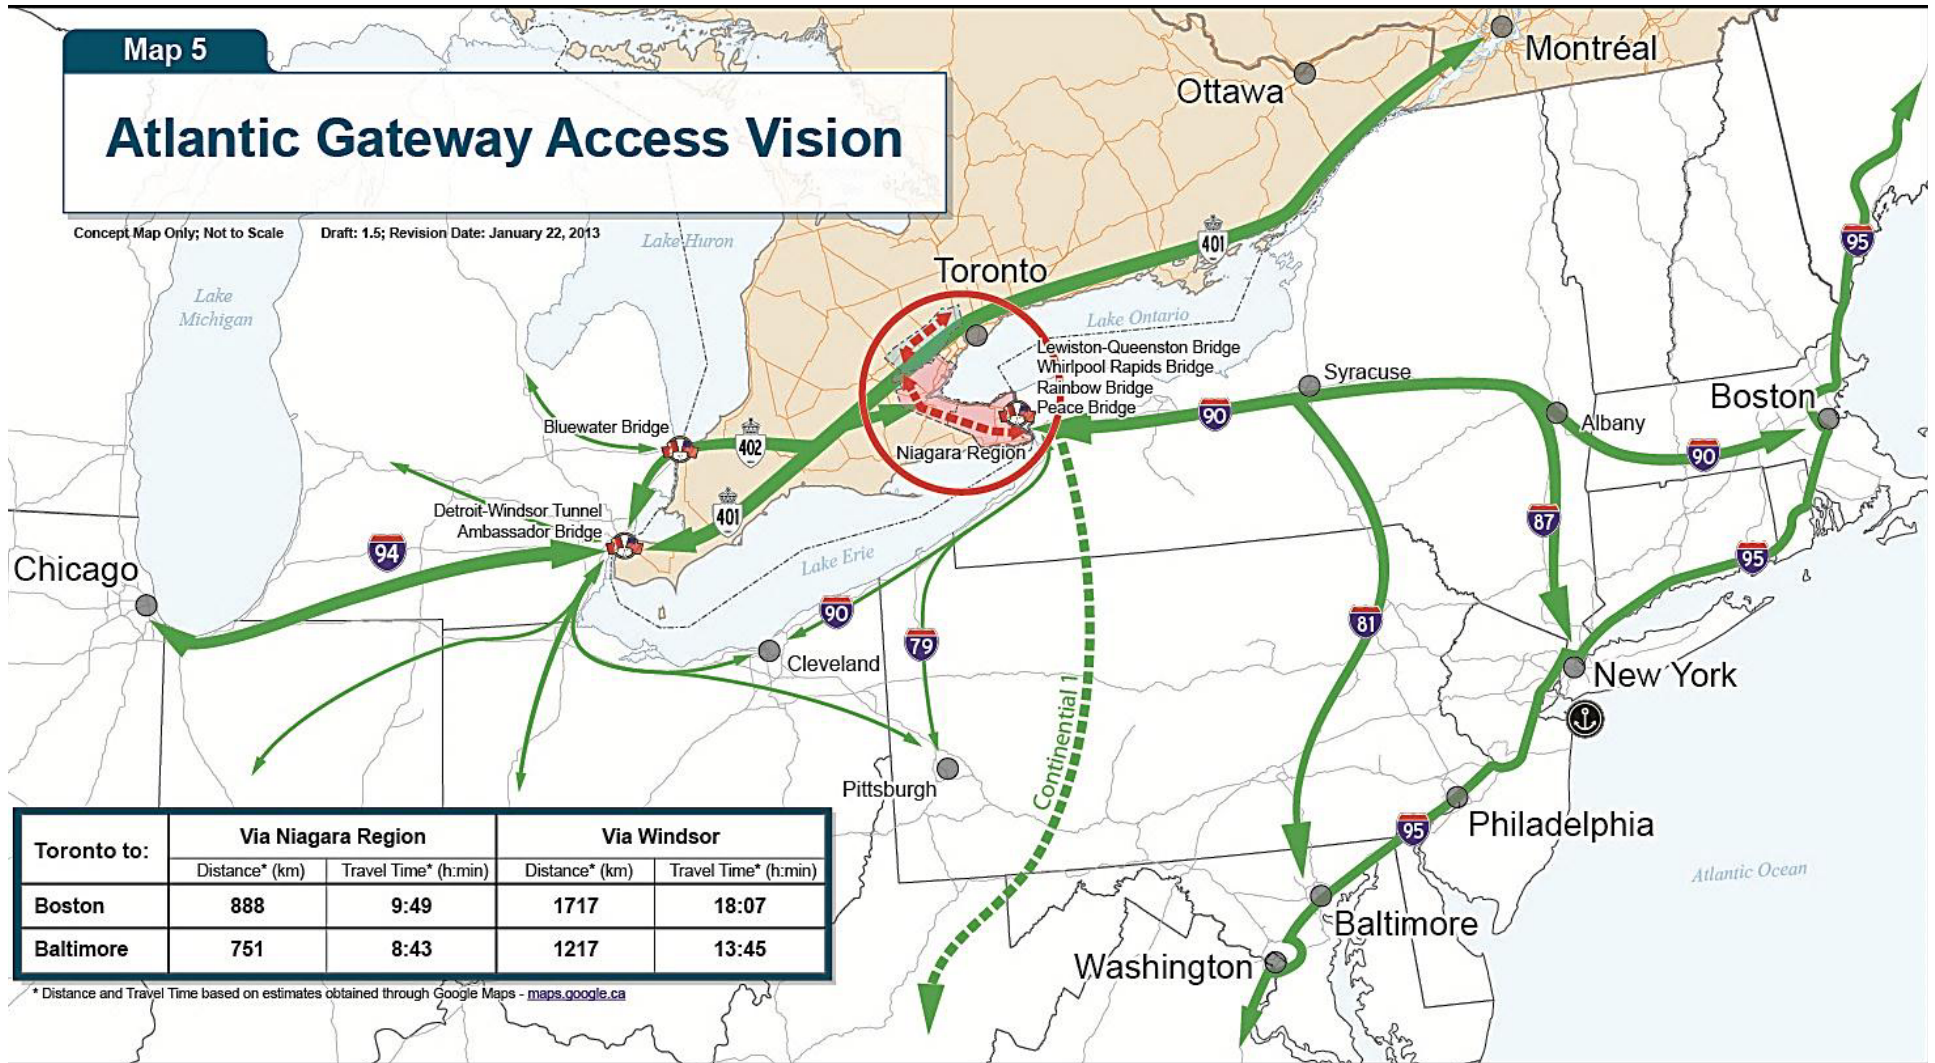 Map 5
Atlantic Gateway Access Vision
Concept Map Only; Not to Scale
Draft: 1.5; Revision Date: January 22, 2013
Montréal
Ottawa
Lake Huron
Lake
Michigan
401
95
Toronto
Lake Ontario
Lewiston-Queenston Bridge
Whirlpool Rapids Bridge
Rainbow Bridge
Peace Bridge
Syracuse
90
Boston
Albany
Bluewater Bridge
402
Niagara Region
90
Detroit-Windsor Tunnel
Ambassador Bridge
401
87
94
Lake Erie
95
Chicago
90
79
81
Cleveland
New York
Continential 1
Pittsburgh
Philadelphia
95
Atlantic Ocean
Baltimore
Washington
Toronto to:
Via Niagara Region
Via Windsor
Distance* (km)
Travel Time* (h:min)
Distance* (km)
Travel Time* (h:min)
Boston 888 9:49 1717 18:07
Baltimore 751 8:43 1217 13:45
* Distance and Travel Time based on estimates obtained through Google Maps - maps.google.ca